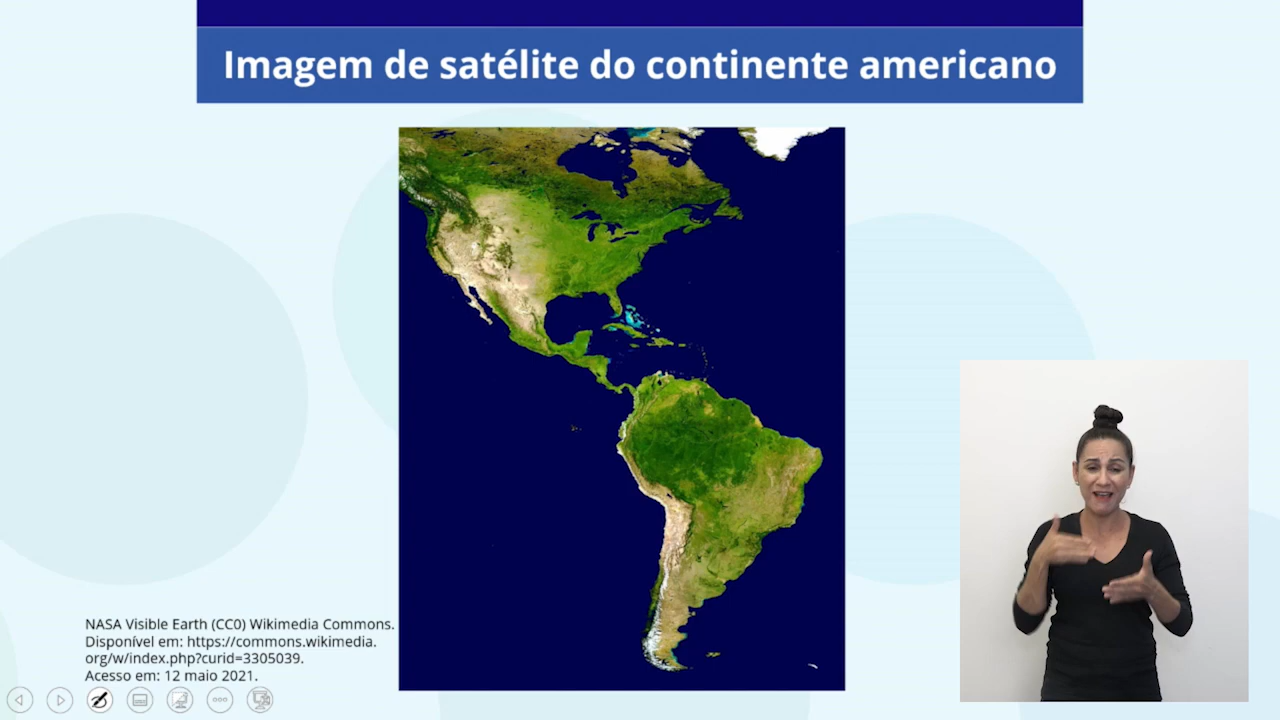 Imagem de satélite do continente americano
NASA Visible Earth (CC0) Wikimedia Commons.
Disponível em: https://commons.wikimedia.
org/w/index.php?curid=3305039.
Acesso em: 12 maio 2021.